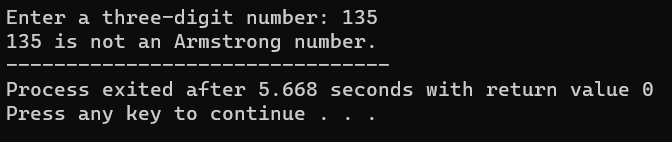 Enter a three-digit number: 135
135 is not an Armstrong number.
--------------------------------
Process exited after 5.668 seconds with return value 0
Press any key to continue . . .